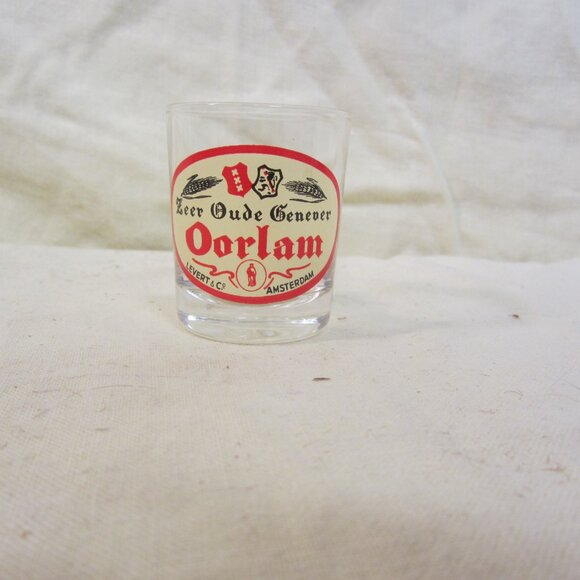 Zeer Oude Genever
Oorlam
LEVERT & Co
AMSTERDAM